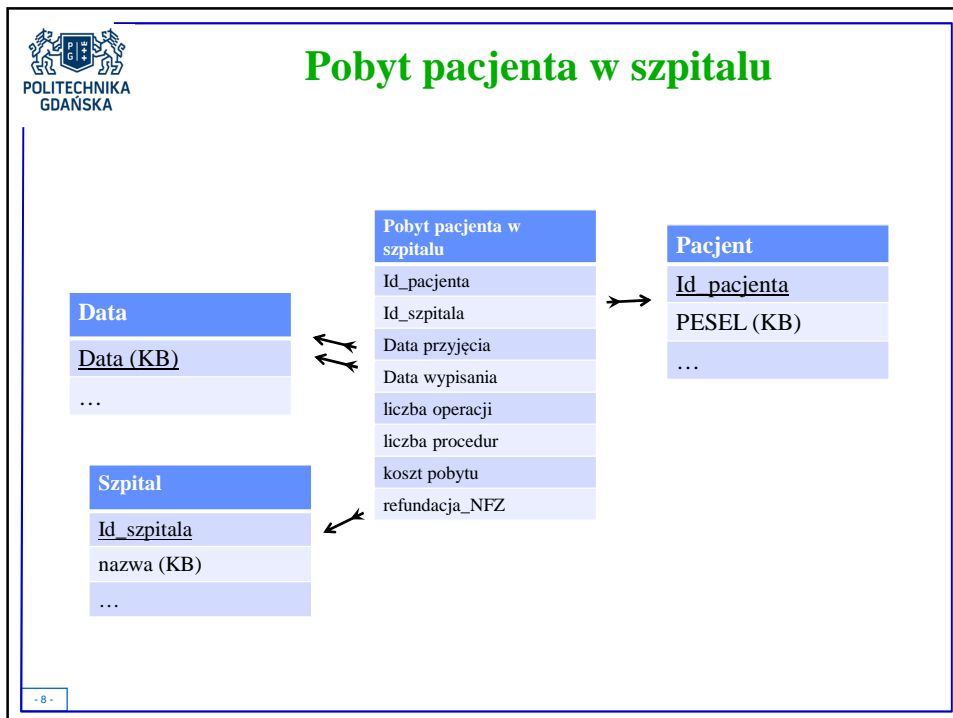 POLITECHNIKA
GDAŃSKA
Pobyt pacjenta w szpitalu
Data
Data (KB)
…
Szpital
Id_szpitala
nazwa (KB)
…
Pobyt pacjenta w
szpitalu
Id_pacjenta
Id_szpitala
Data przyjęcia
Data wypisania
liczba operacji
liczba procedur
koszt pobytu
refundacja_NFZ
Pacjent
Id_pacjenta
PESEL (KB)
…
- 8 -